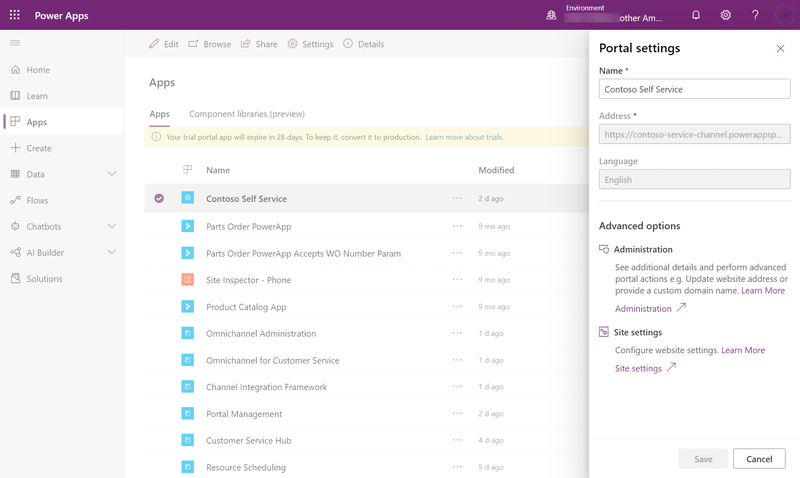 Power Apps
Environment
other Am...
?
Home
Learn
Apps
Create
Data
Flows
Chatbots
AI Builder
Solutions
Edit
Browse
Share
Settings
Details
Apps
Apps
Component libraries (preview)
Your trial portal app will expire in 28 days. To keep it, convert it to production. Learn more about trials.
Name
Modified
Contoso Self Service ... 2 d ago
Parts Order PowerApp ... 9 mo ago
Parts Order PowerApp Accepts WO Number Param ... 9 mo ago
Site Inspector - Phone ... 9 mo ago
Product Catalog App ... 9 mo ago
Omnichannel Administration ... 1 d ago
Omnichannel for Customer Service ... 1 d ago
Channel Integration Framework ... 1 d ago
Portal Management ... 2 d ago
Customer Service Hub ... 4 d ago
Resource Scheduling ... 5 d ago
Portal settings
Name *
Contoso Self Service
Address *
https://contoso-service-channel.powerappsp...
Language
English
Advanced options
Administration
See additional details and perform advanced
portal actions e.g. Update website address or
provide a custom domain name. Learn More
Administration
Site settings
Configure website settings. Learn More
Site settings
Save
Cancel